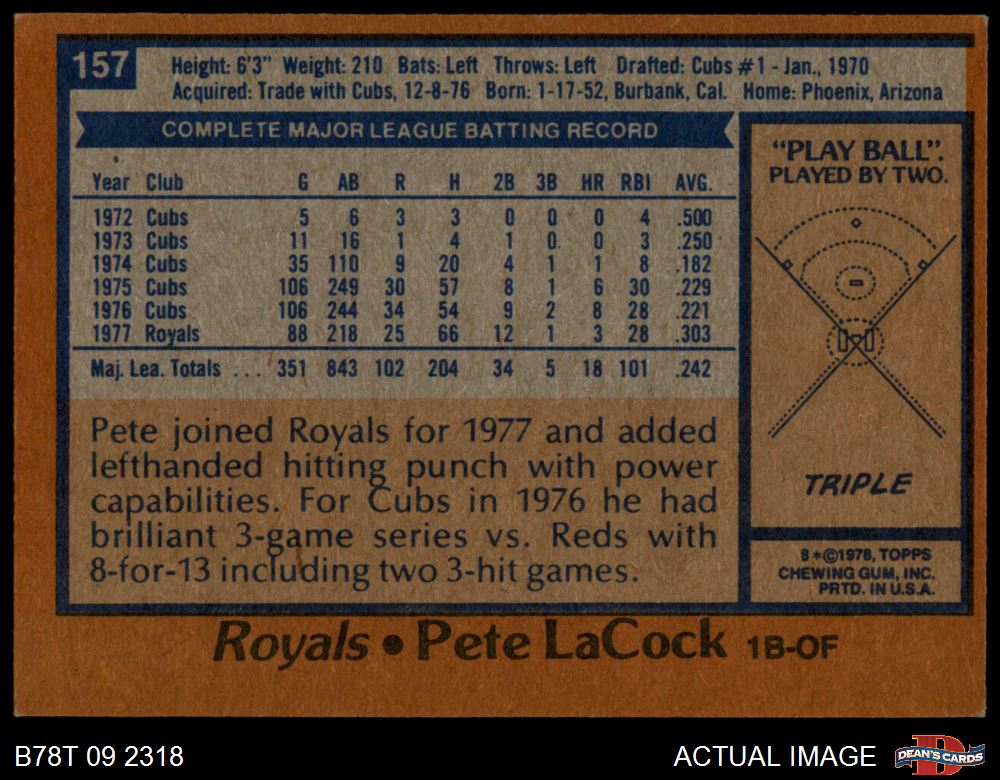 157
Height: 6'3" Weight: 210 Bats: Left Throws: Left Drafted: Cubs #1 - Jan., 1970
Acquired: Trade with Cubs, 12-8-76 Born: 1-17-52, Burbank, Cal. Home: Phoenix, Arizona
COMPLETE MAJOR LEAGUE BATTING RECORD
Year Club G AB R H 2B 3B HR RBI AVG.
1972 Cubs 5 6 3 3 0 0 0 4 .500
1973 Cubs 11 16 1 4 1 0 0 3 .250
1974 Cubs 35 110 9 20 4 1 1 8 .182
1975 Cubs 106 249 30 57 8 1 6 30 .229
1976 Cubs 106 244 34 54 9 2 8 28 .221
1977 Royals 88 218 25 66 12 1 3 28 .303
Maj. Lea. Totals ... 351 843 102 204 34 5 18 101 .242
Pete joined Royals for 1977 and added
lefthanded hitting punch with power
capabilities. For Cubs in 1976 he had
brilliant 3-game series vs. Reds with
8-for-13 including two 3-hit games.
"PLAY BALL".
PLAYED BY TWO.
TRIPLE
B*©1978, TOPPS
CHEWING GUM, INC.
PRTD. IN U.S.A.
Royals • Pete LaCock 1B-OF
B78T 09 2318
ACTUAL IMAGE
DEAN'S CARDS